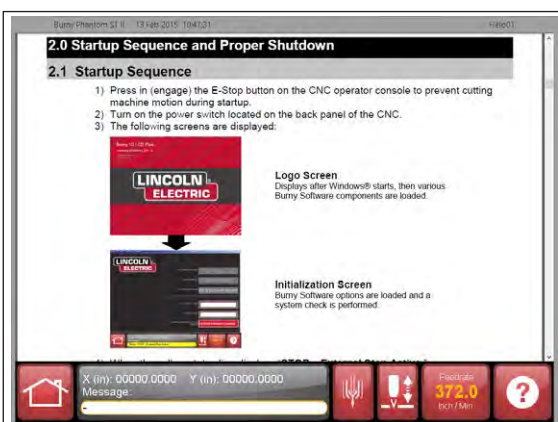 Burny Phantom ST II 13 Feb 2015 10:47:31
2.0 Startup Sequence and Proper Shutdown
2.1 Startup Sequence
1) Press in (engage) the E-Stop button on the CNC operator console to prevent cutting
machine motion during startup.
2) Turn on the power switch located on the back panel of the CNC.
3) The following screens are displayed:
LINCOLN
ELECTRIC
Logo Screen
Displays after Windows® starts, then various
Burny Software components are loaded.
LINCOLN
ELECTRIC
Initialization Screen
Burny Software options are loaded and a
system check is performed.
X (in): 00000.0000 Y (in): 00000.0000
Message:
-
Feedrate
372.0
Inch / Min
?